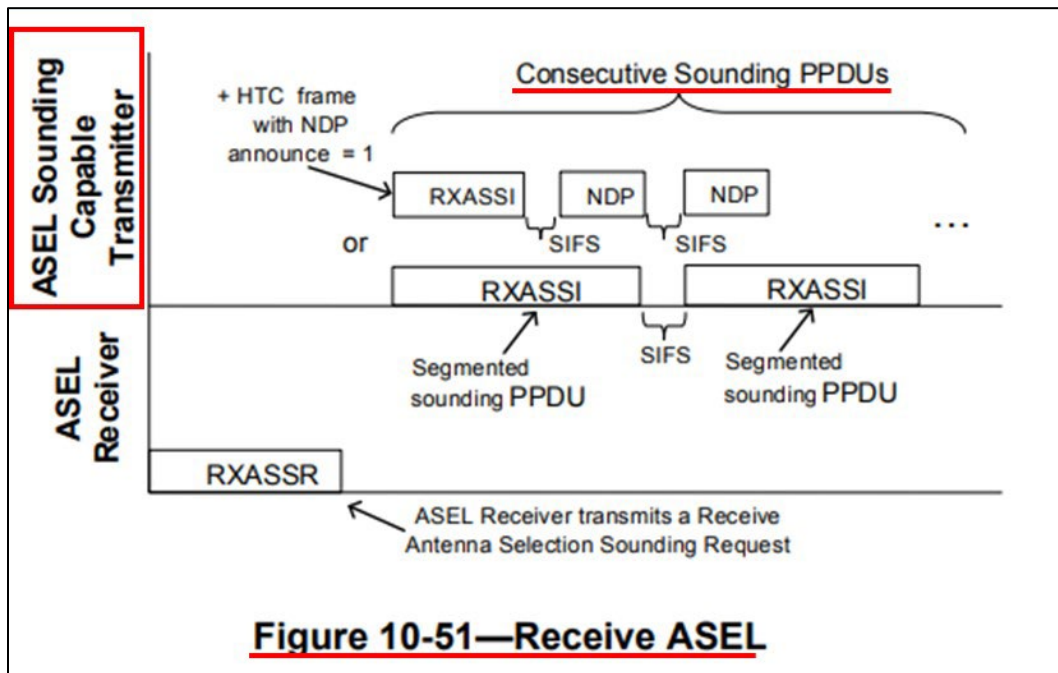 ASEL Sounding
Capable
Transmitter
Consecutive Sounding PPDUs
+ HTC frame
with NDP
announce = 1
RXASSI
NDP
NDP
SIFS
SIFS
...
or
RXASSI
RXASSI
SIFS
Segmented
sounding PPDU
Segmented
sounding PPDU
ASEL
Receiver
RXASSR
ASEL Receiver transmits a Receive
Antenna Selection Sounding Request
Figure 10-51—Receive ASEL